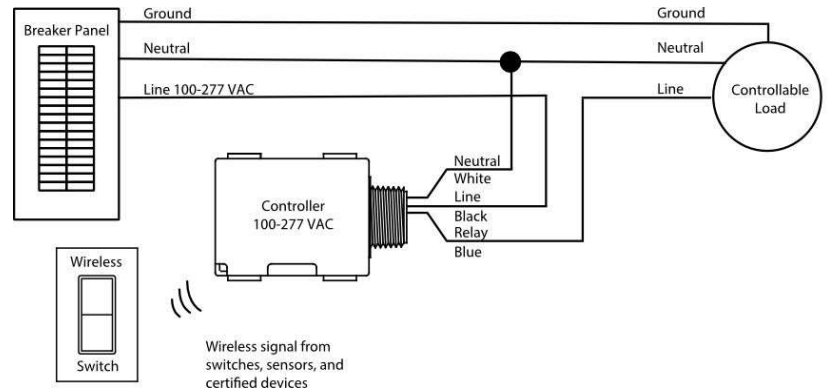 Breaker Panel
Ground
Ground
Neutral
Neutral
Line 100-277 VAC
Line
Controllable
Load
Controller
100-277 VAC
Neutral
White
Line
Black
Relay
Blue
Wireless
Switch
Wireless signal from
switches, sensors, and
certified devices